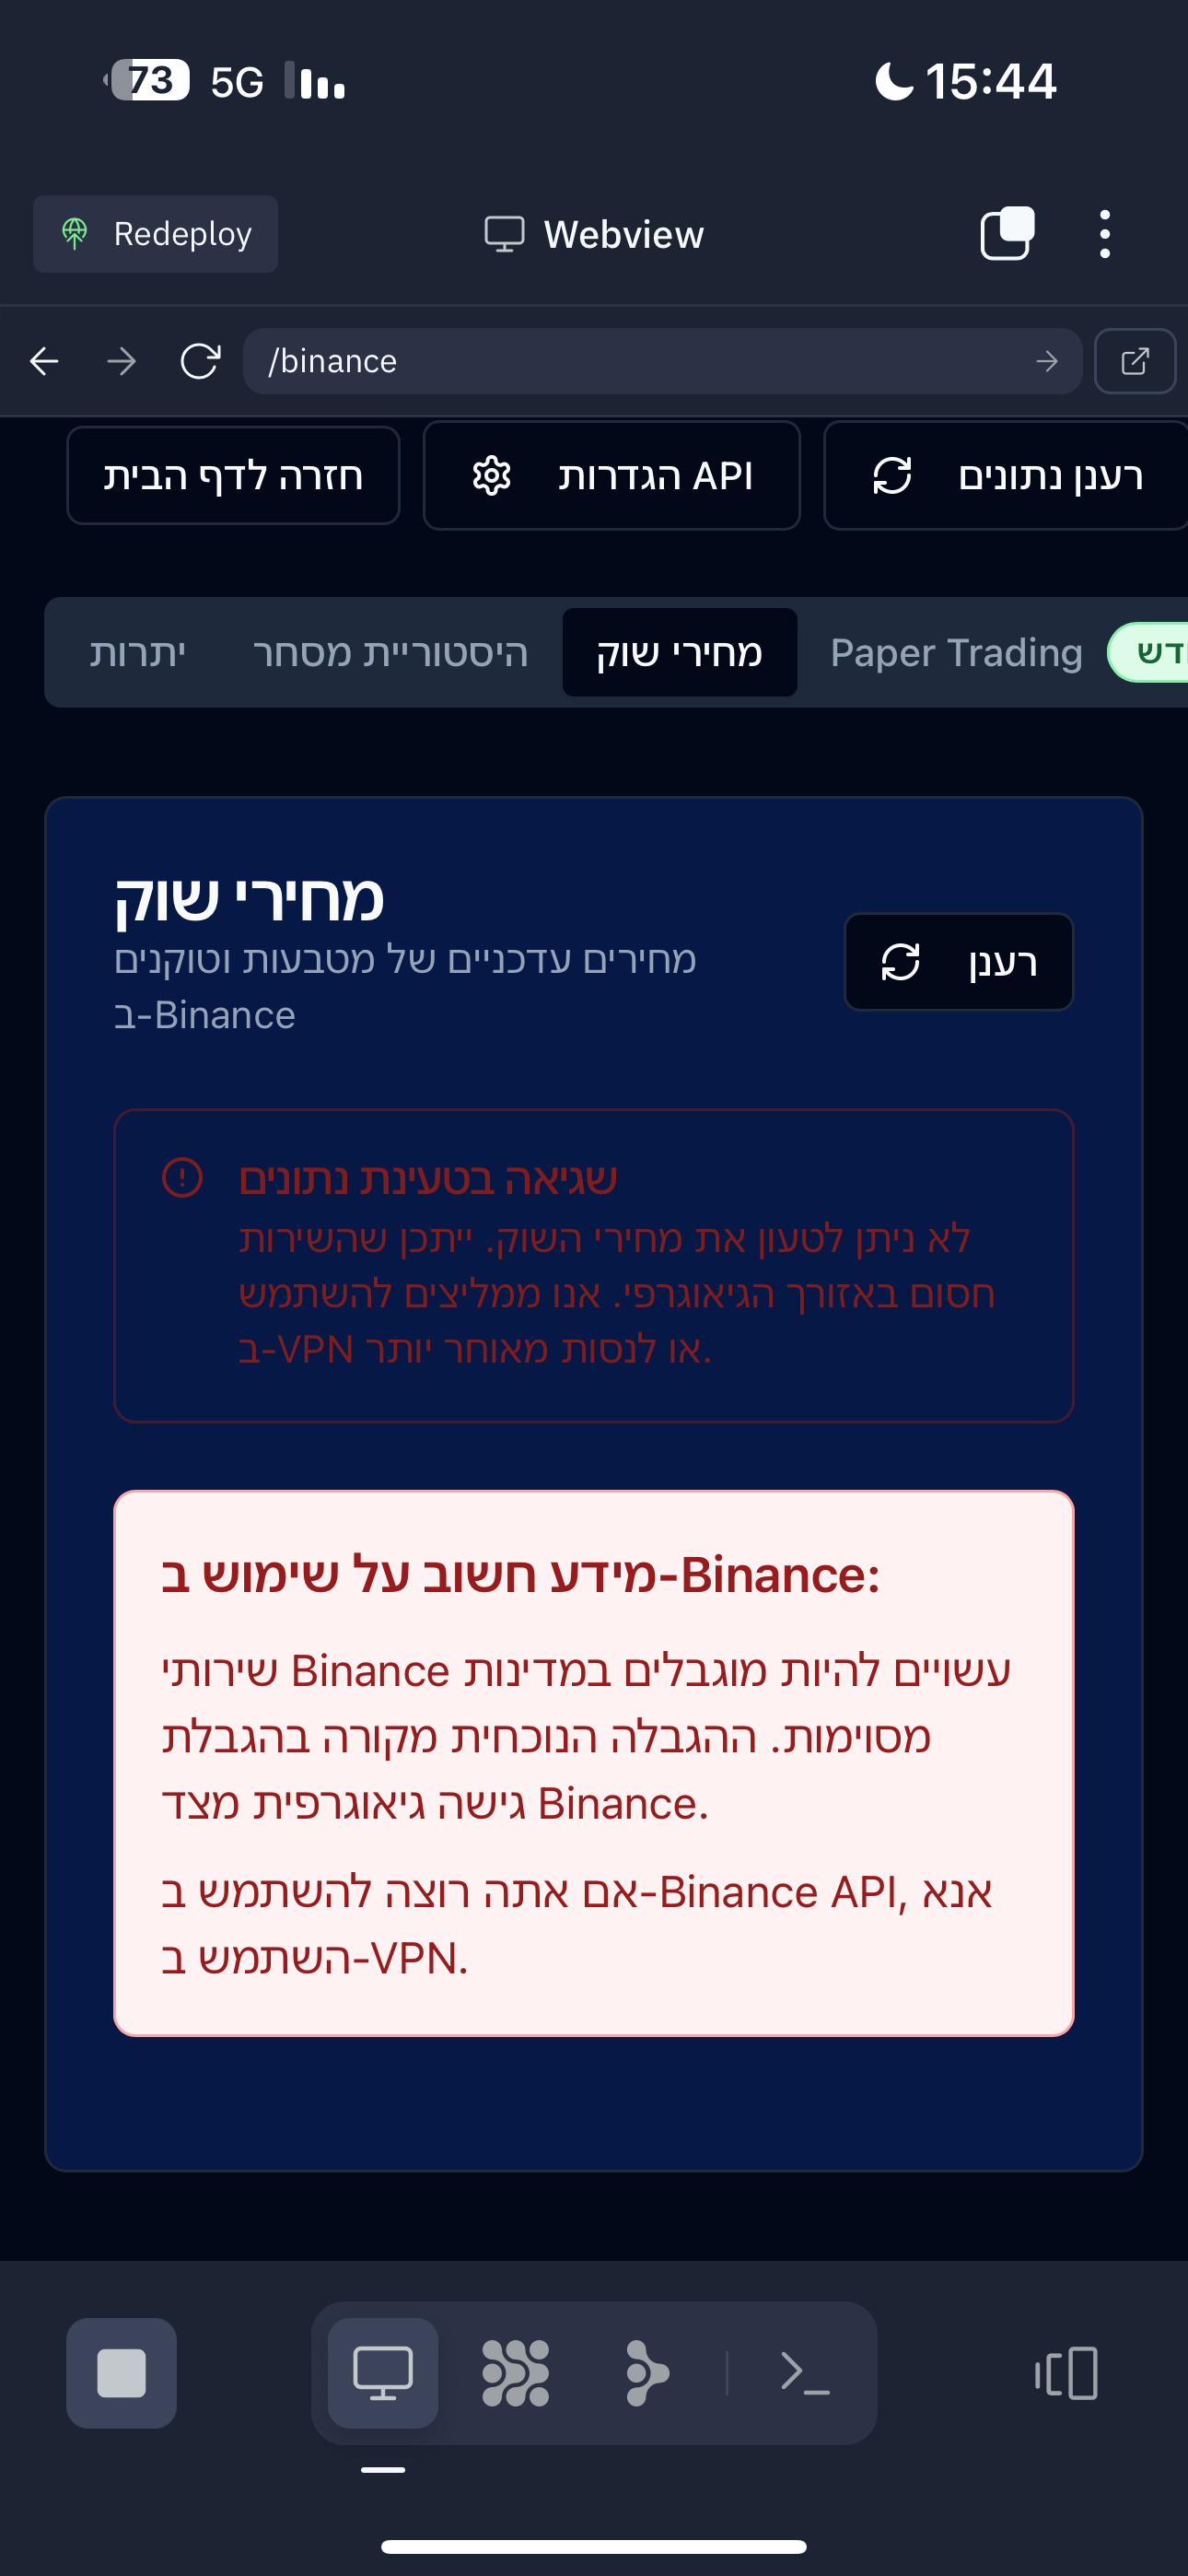 73 5G 15:44
Redeploy Webview
/binance
חזרה לדף הבית
הגדרות API
רענן נתונים
יתרות
היסטוריית מסחר
מחירי שוק
Paper Trading
מחירי שוק
מחירים עדכניים של מטבעות וטוקנים
ב-Binance
רענן
שגיאה בטעינת נתונים
לא ניתן לטעון את מחירי השוק. ייתכן שהשירות
חסום באזורך הגיאוגרפי. אנו ממליצים להשתמש
ב-VPN או לנסות מאוחר יותר.
מידע חשוב על שימוש ב-Binance:
שירותי Binance עשויים להיות מוגבלים במדינות
מסוימות. ההגבלה הנוכחית מקורה בהגבלת
גישה גיאוגרפית מצד Binance.
אם אתה רוצה להשתמש ב-Binance API, אנא
השתמש ב-VPN.